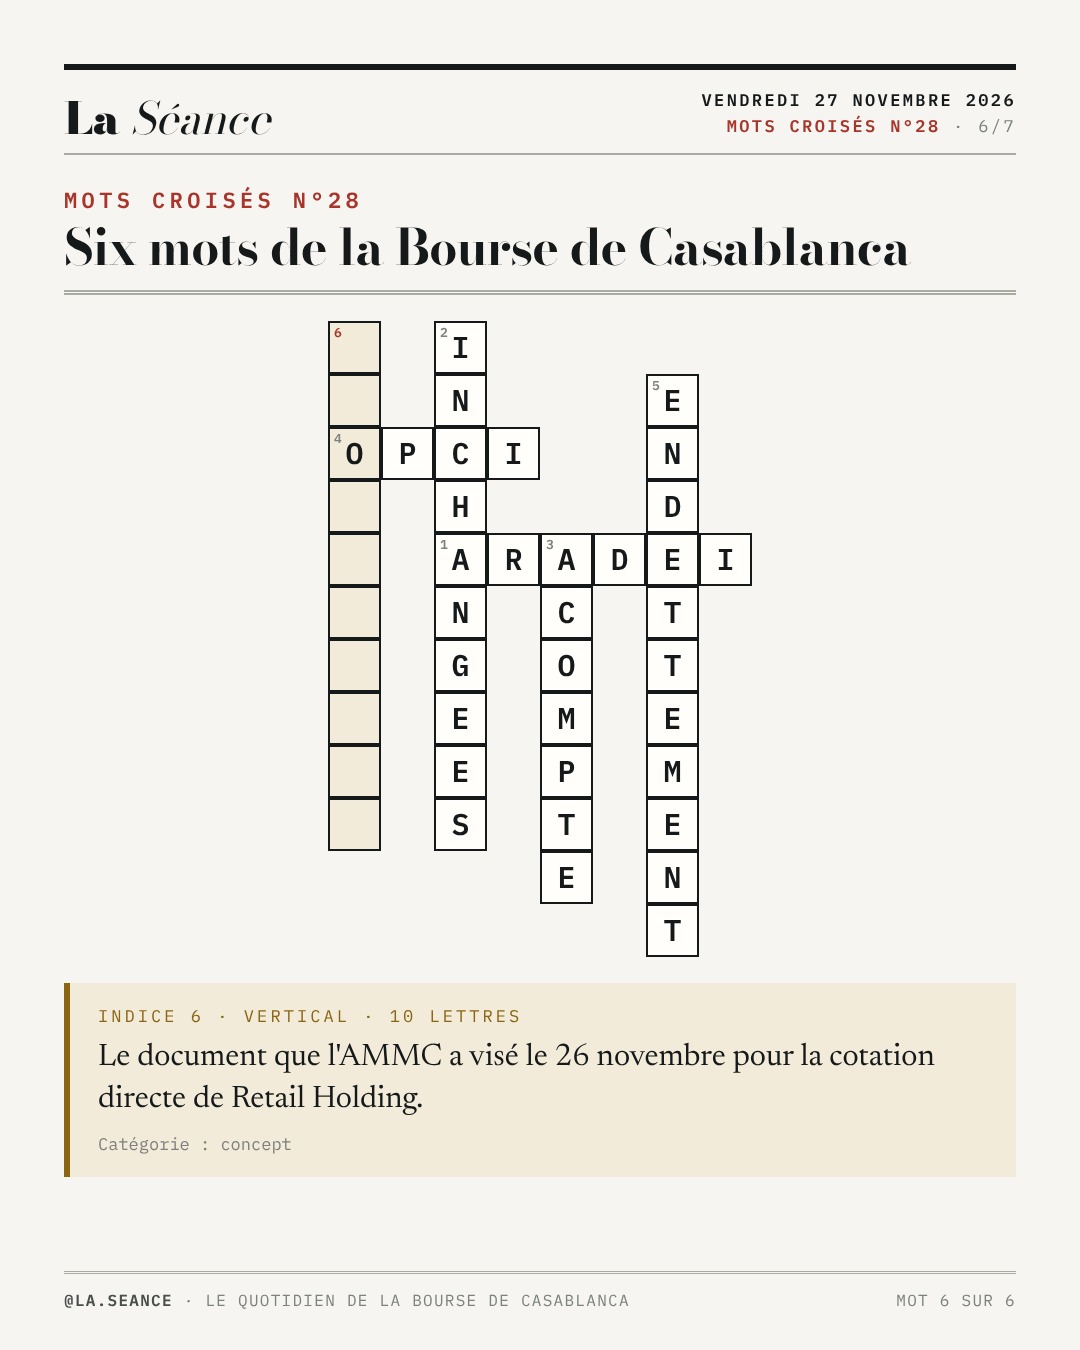 La Séance
VENDREDI 27 NOVEMBRE 2026
MOTS CROISÉS N°28 · 6/7
MOTS CROISÉS N°28
Six mots de la Bourse de Casablanca
6 2 I
N 5 E
4 O P C I N
H D
1 A R 3 A D E I
N C T
G O T
E M E
E P M
S T E
E N
T
INDICE 6 · VERTICAL · 10 LETTRES
Le document que l'AMMC a visé le 26 novembre pour la cotation
directe de Retail Holding.
Catégorie : concept
@LA.SEANCE · LE QUOTIDIEN DE LA BOURSE DE CASABLANCA
MOT 6 SUR 6